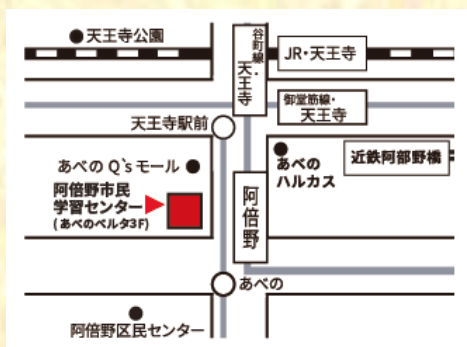 天王寺公園
谷町線・
天王寺
JR・天王寺
御堂筋線・
天王寺
天王寺駅前
あべのQ`sモール
あべの
ハルカス
近鉄阿部野橋
阿倍野市民
学習センター
(あべのベルタ3F)
阿倍野
あべの
阿倍野区民センター